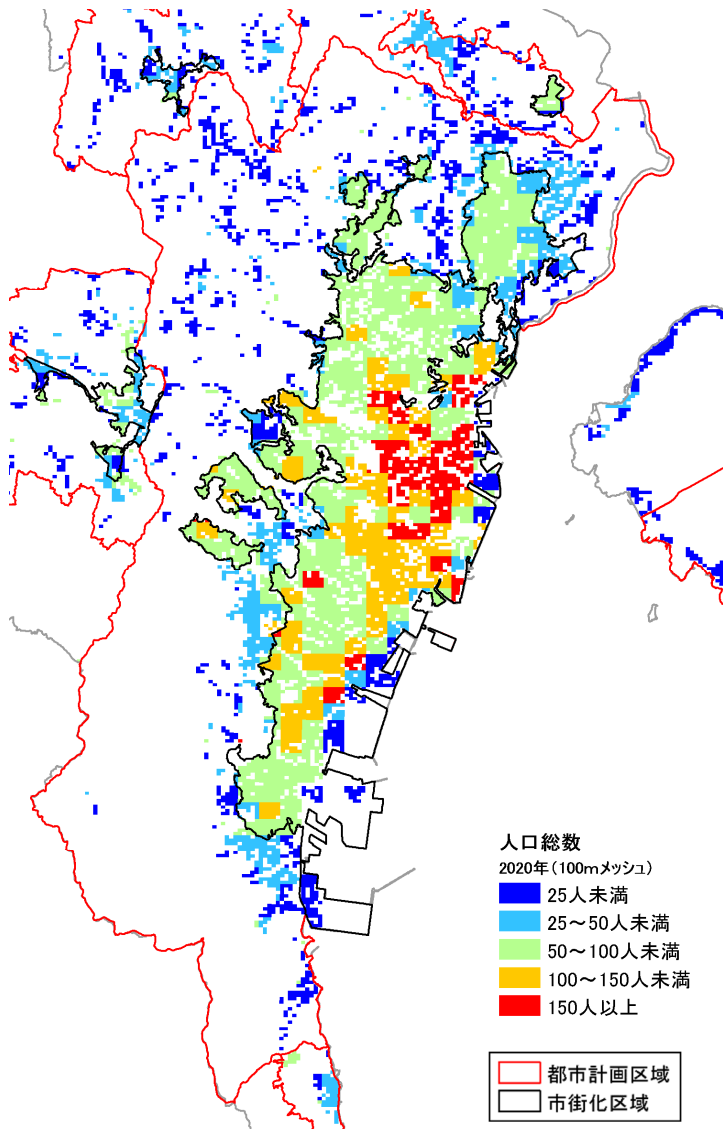 人口総数
2020年(100mメッシュ)
25人未満
25～50人未満
50～100人未満
100～150人未満
150人以上
都市計画区域
市街化区域